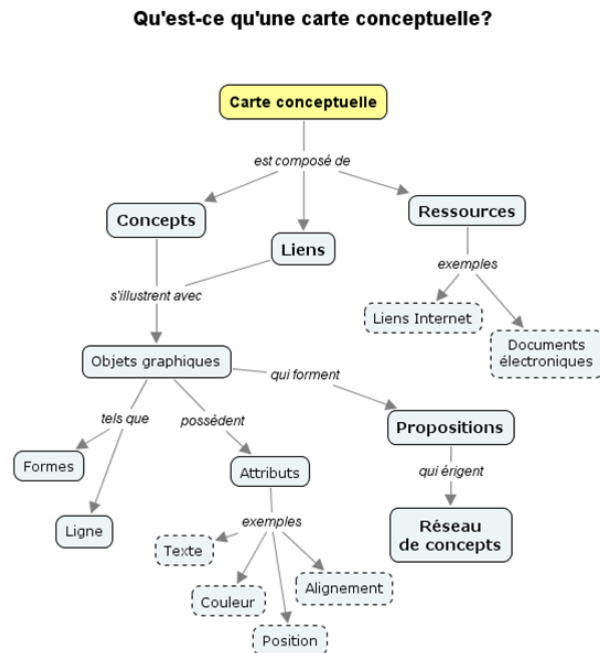 Qu'est-ce qu'une carte conceptuelle?
Carte conceptuelle
est composé de
Concepts
Liens
Ressources
s'illustrent avec
exemples
Liens Internet
Documents
électroniques
Objets graphiques
qui forment
tels que
possèdent
Propositions
Formes
Ligne
Attributs
qui érigent
exemples
Réseau
de concepts
Texte
Couleur
Alignement
Position